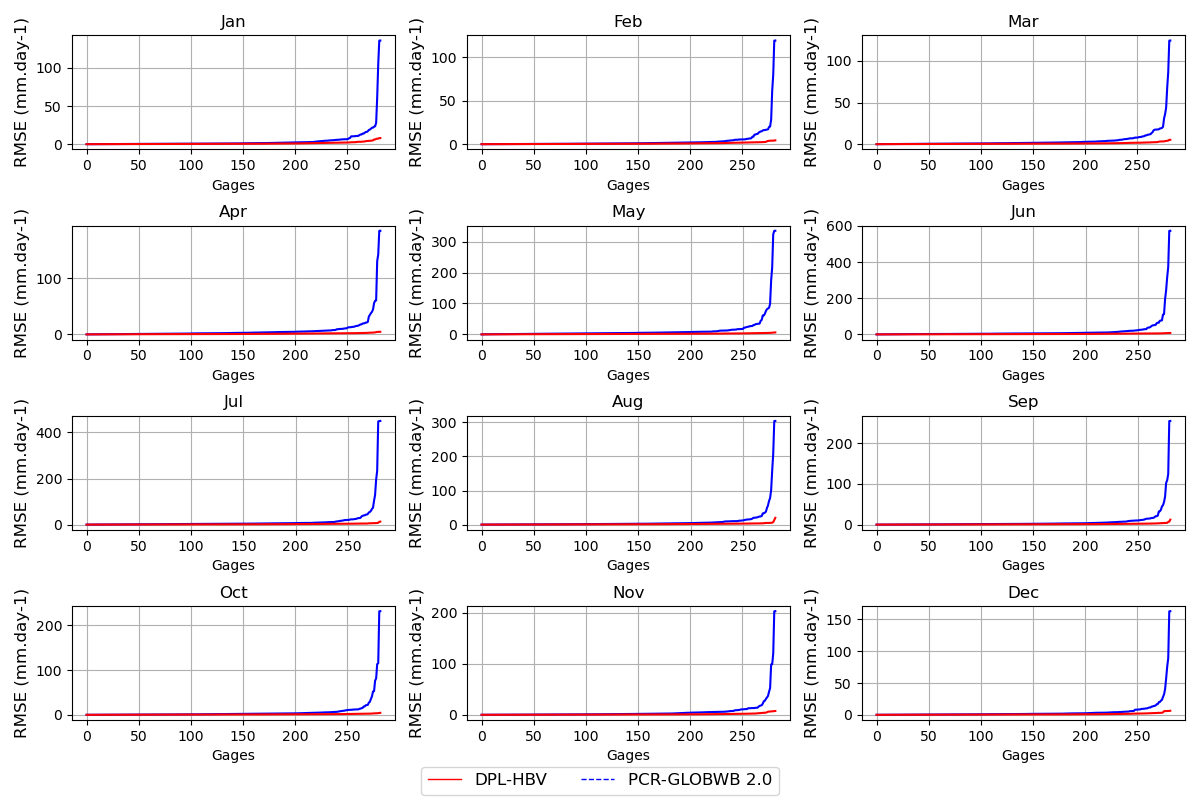 Jan Feb Mar
RMSE (mm.day-1) 100 50 0 RMSE (mm.day-1) 100 50 0 RMSE (mm.day-1) 100 50 0
0 50 100 150 200 250 0 50 100 150 200 250 0 50 100 150 200 250
Gages Gages Gages
Apr May Jun
RMSE (mm.day-1) 100 0 RMSE (mm.day-1) 300 200 100 0 RMSE (mm.day-1) 600 400 200 0
0 50 100 150 200 250 0 50 100 150 200 250 0 50 100 150 200 250
Gages Gages Gages
Jul Aug Sep
RMSE (mm.day-1) 400 200 0 RMSE (mm.day-1) 300 200 100 0 RMSE (mm.day-1) 200 100 0
0 50 100 150 200 250 0 50 100 150 200 250 0 50 100 150 200 250
Gages Gages Gages
Oct Nov Dec
RMSE (mm.day-1) 200 100 0 RMSE (mm.day-1) 200 100 0 RMSE (mm.day-1) 150 100 50 0
0 50 100 150 200 250 0 50 100 150 200 250 0 50 100 150 200 250
Gages Gages Gages
DPL-HBV PCR-GLOBWB 2.0